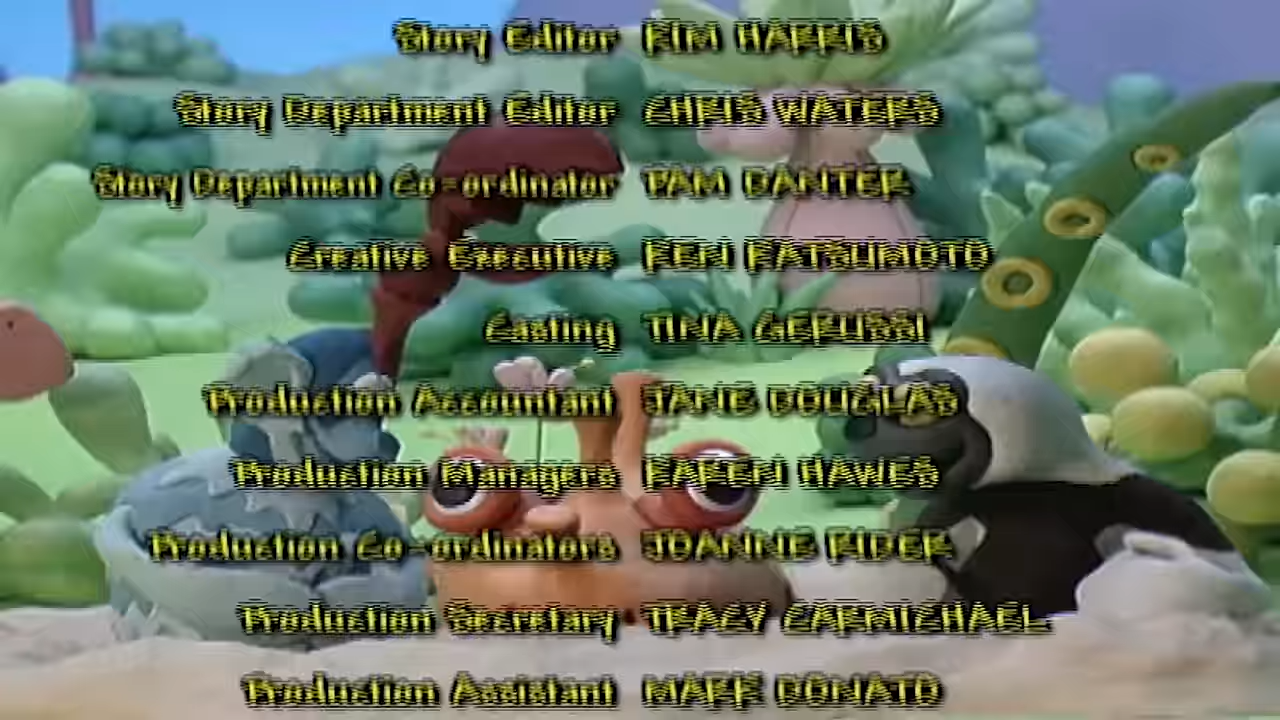 Story Editor KIM HARRIS
Story Department Editor CHRIS WATERS
Story Department Co-ordinator PAM DANTER
Creative Executive KEN KATSUMOTO
Casting TINA GERUSSI
Production Accountant JANE DOUGLAS
Production Managers KAREN HAWES
Production Co-ordinators JOANNE RIDER
Production Secretary TRACY CARMICHAEL
Production Assistant MARK DONATO